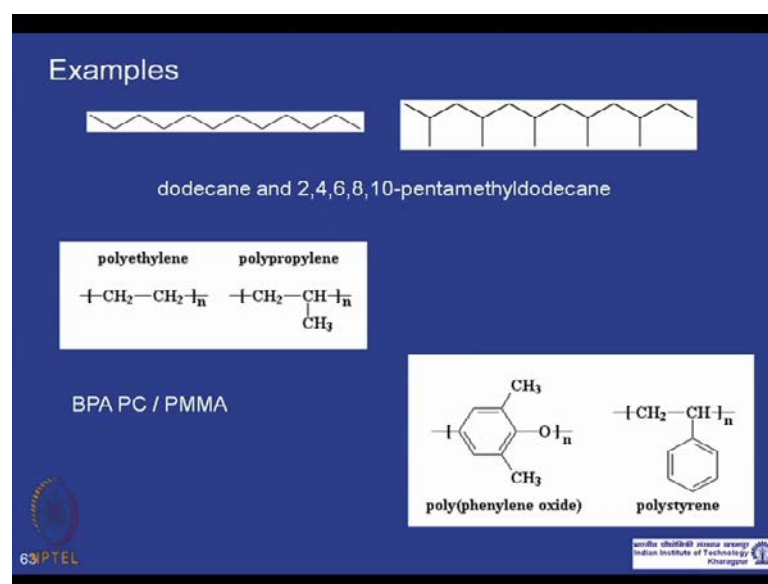 Examples
dodecane and 2,4,6,8,10-pentamethyldodecane
polyethylene polypropylene
CH₂—CH₂ n CH₂—CH n
CH₃
BPA PC / PMMA
CH₃
O n
CH₃
CH₂—CH n
poly(phenylene oxide) polystyrene
63 NPTEL
Indian Institute of Technology
Kharagpur